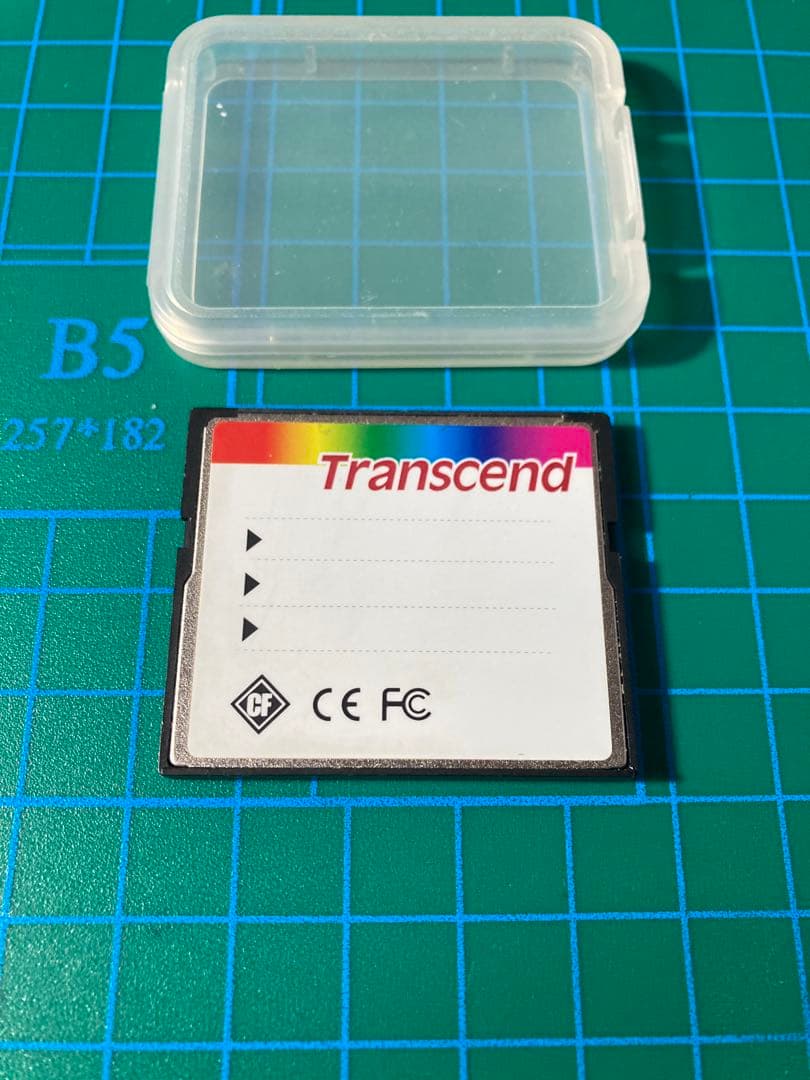 B5
257*182
Transcend
CF CE FC